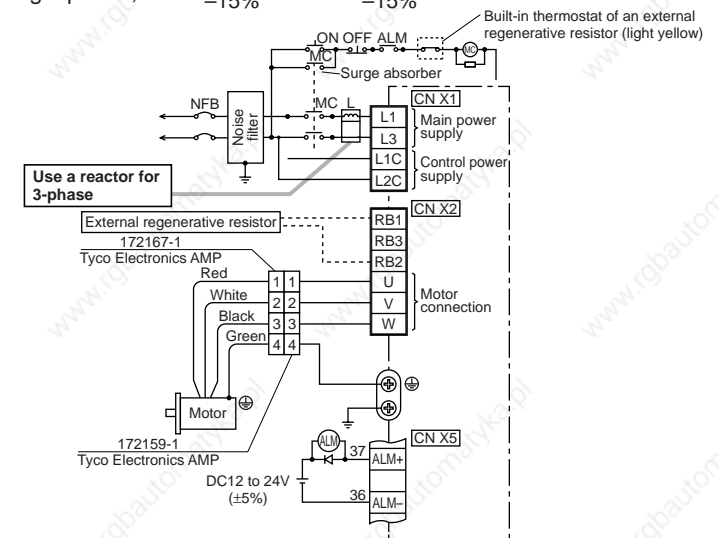 −15% −15%
Built-in thermostat of an external
regenerative resistor (light yellow)
ON OFF ALM
MC
MC
Surge absorber
CN X1
NFB
Noise
filter
MC L
L1
L3
L1C
L2C
Main power
supply
Control power
supply
Use a reactor for
3-phase
CN X2
External regenerative resistor
RB1
RB3
RB2
U
V
W
172167-1
Tyco Electronics AMP
Red
White
Black
Green
1 1
2 2
3 3
4 4
Motor
connection
Motor
172159-1
Tyco Electronics AMP
CN X5
ALM
37
ALM+
DC12 to 24V
(±5%)
36
ALM−
www.rgbautomatyka.pl